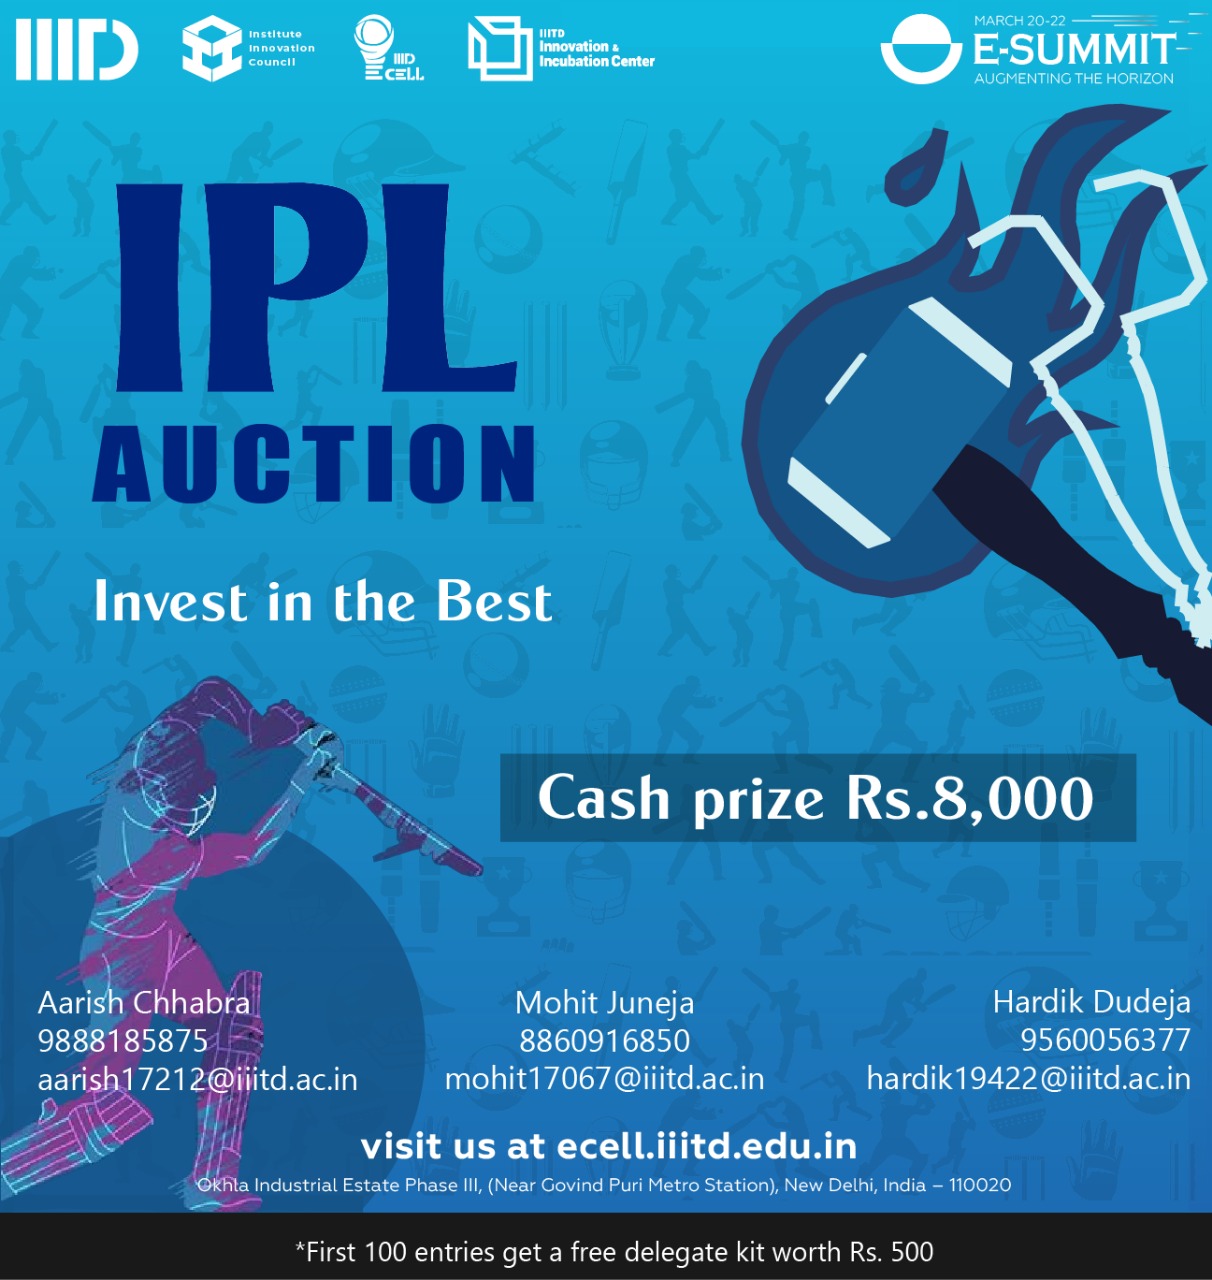 IIID
Institute
Innovation
Council
IIID
ECELL
IIITD
Innovation &
Incubation Center
MARCH 20-22
E-SUMMIT
AUGMENTING THE HORIZON
IPL
AUCTION
Invest in the Best
Cash prize Rs.8,000
Aarish Chhabra
9888185875
aarish17212@iiitd.ac.in
Mohit Juneja
8860916850
mohit17067@iiitd.ac.in
Hardik Dudeja
9560056377
hardik19422@iiitd.ac.in
visit us at ecell.iiitd.edu.in
Okhla Industrial Estate Phase III, (Near Govind Puri Metro Station), New Delhi, India – 110020
*First 100 entries get a free delegate kit worth Rs. 500